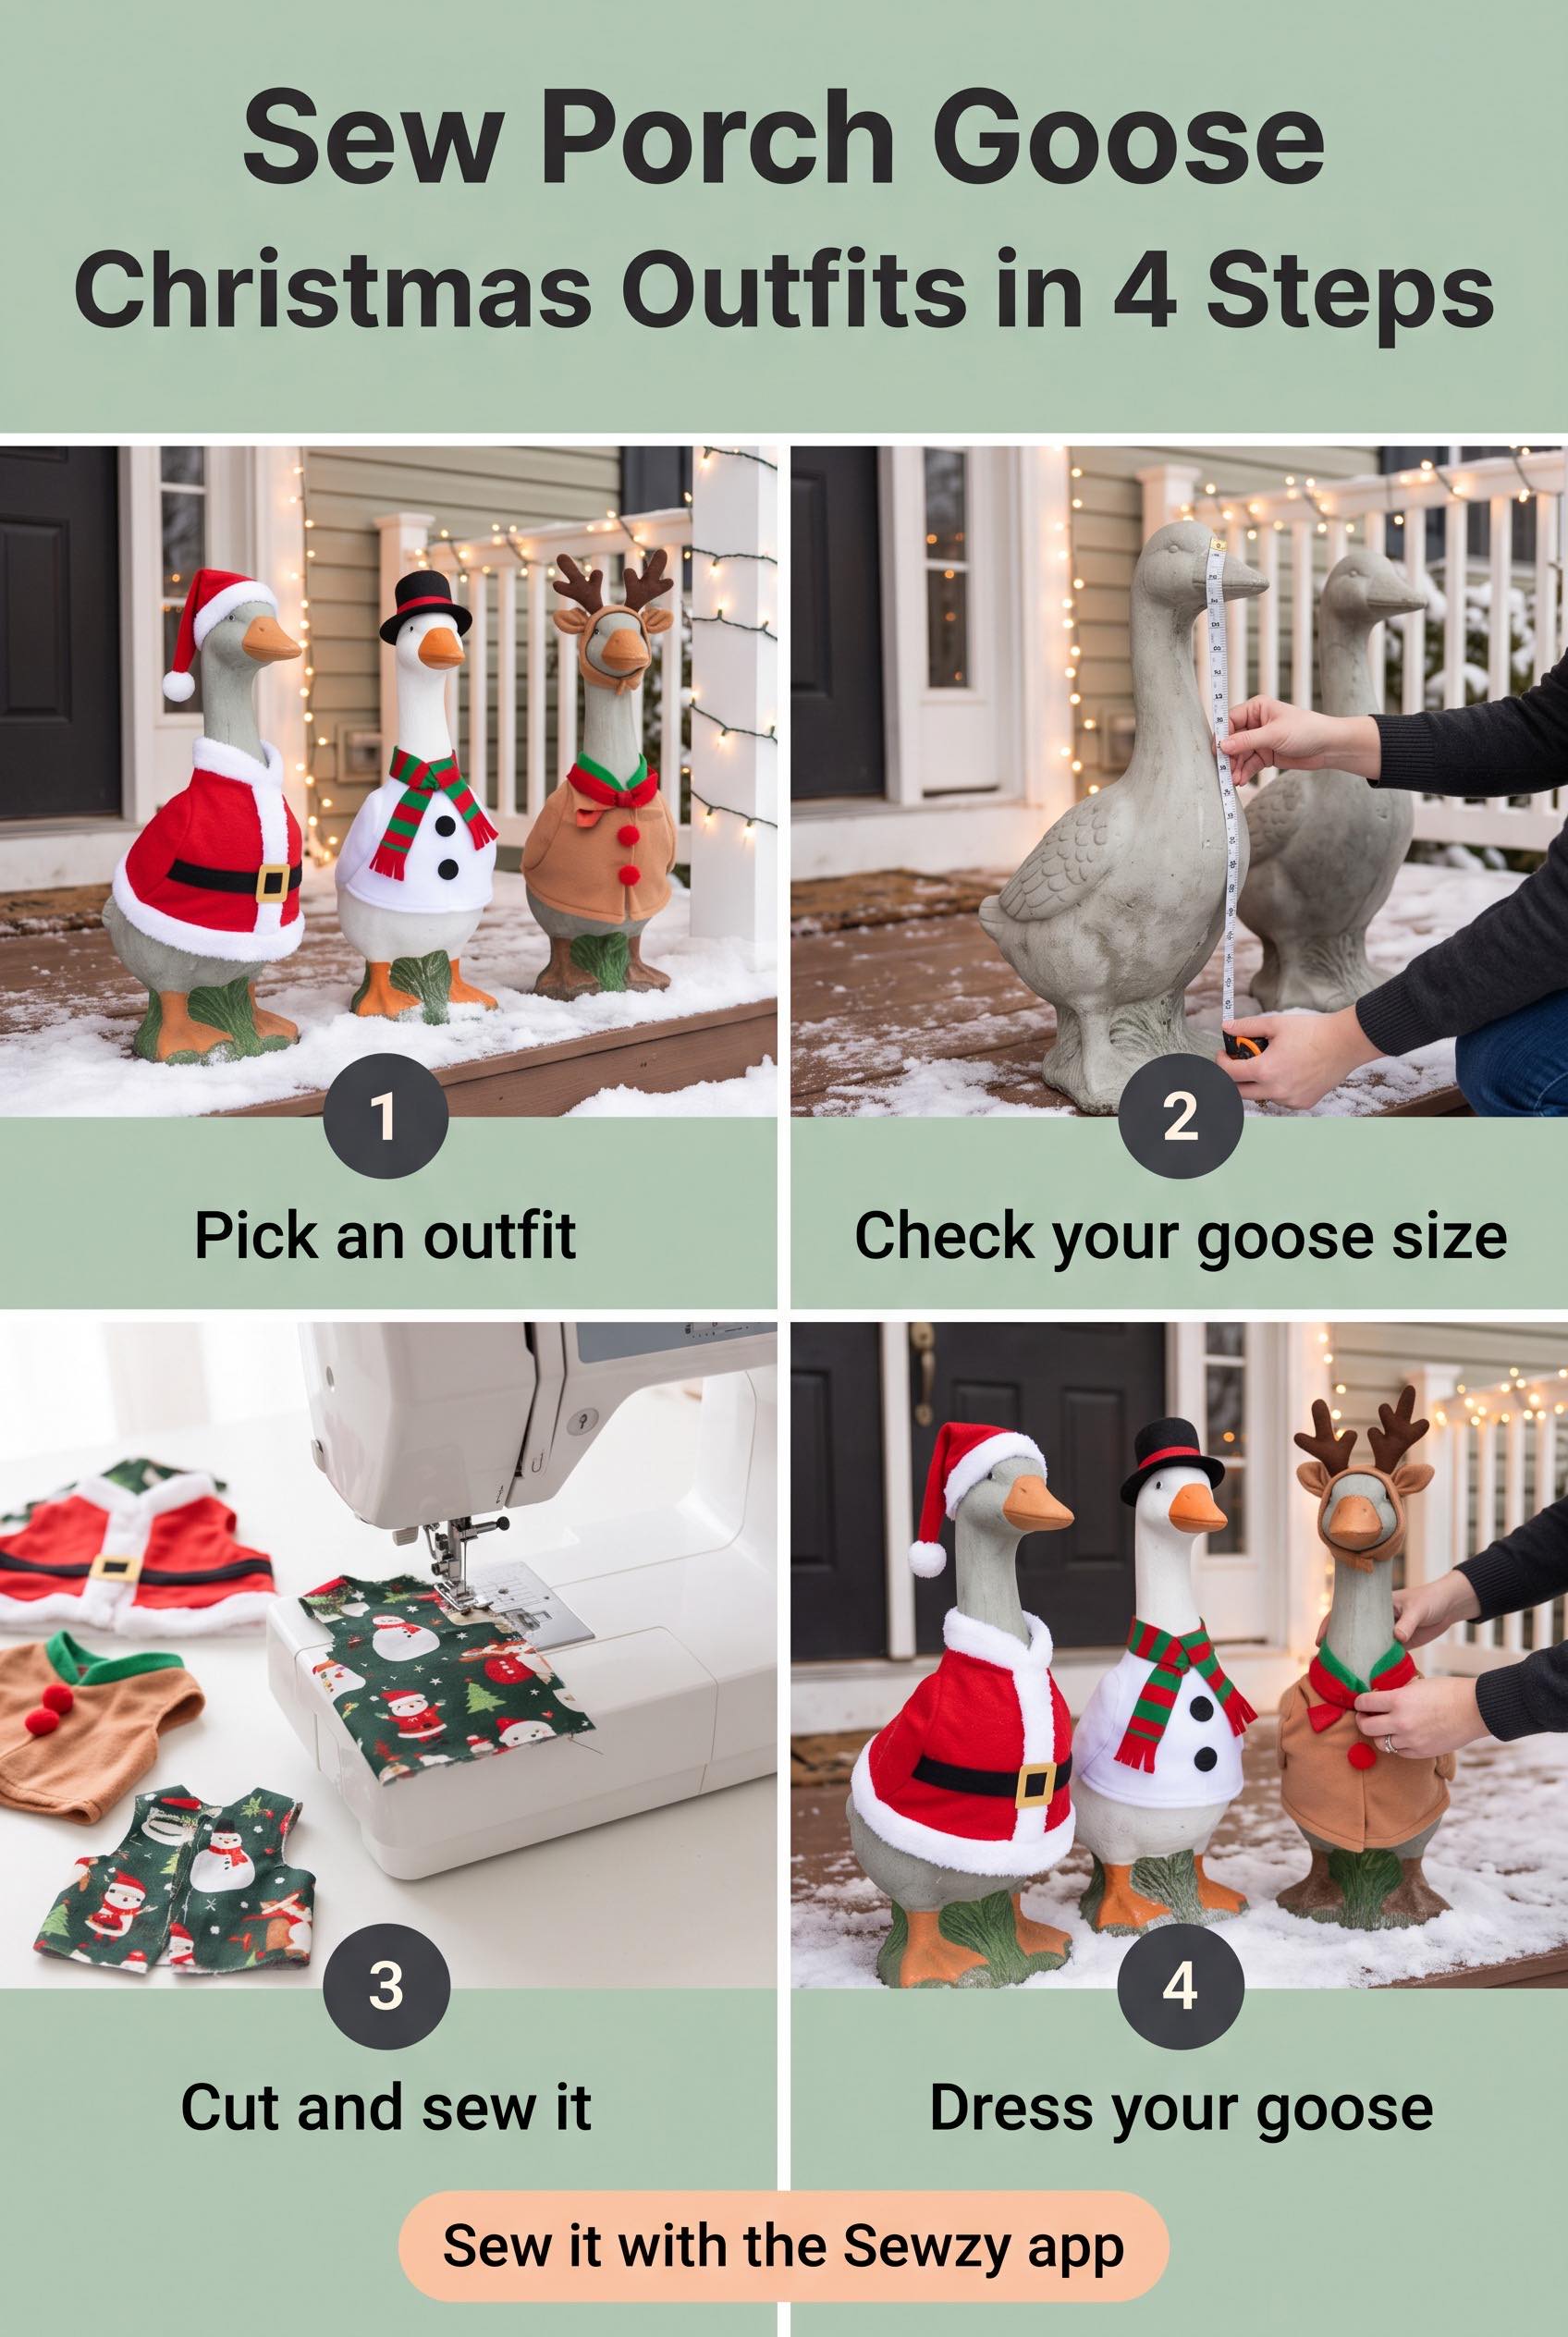 Sew Porch Goose
Christmas Outfits in 4 Steps
1
Pick an outfit
2
Check your goose size
3
Cut and sew it
4
Dress your goose
Sew it with the Sewzy app